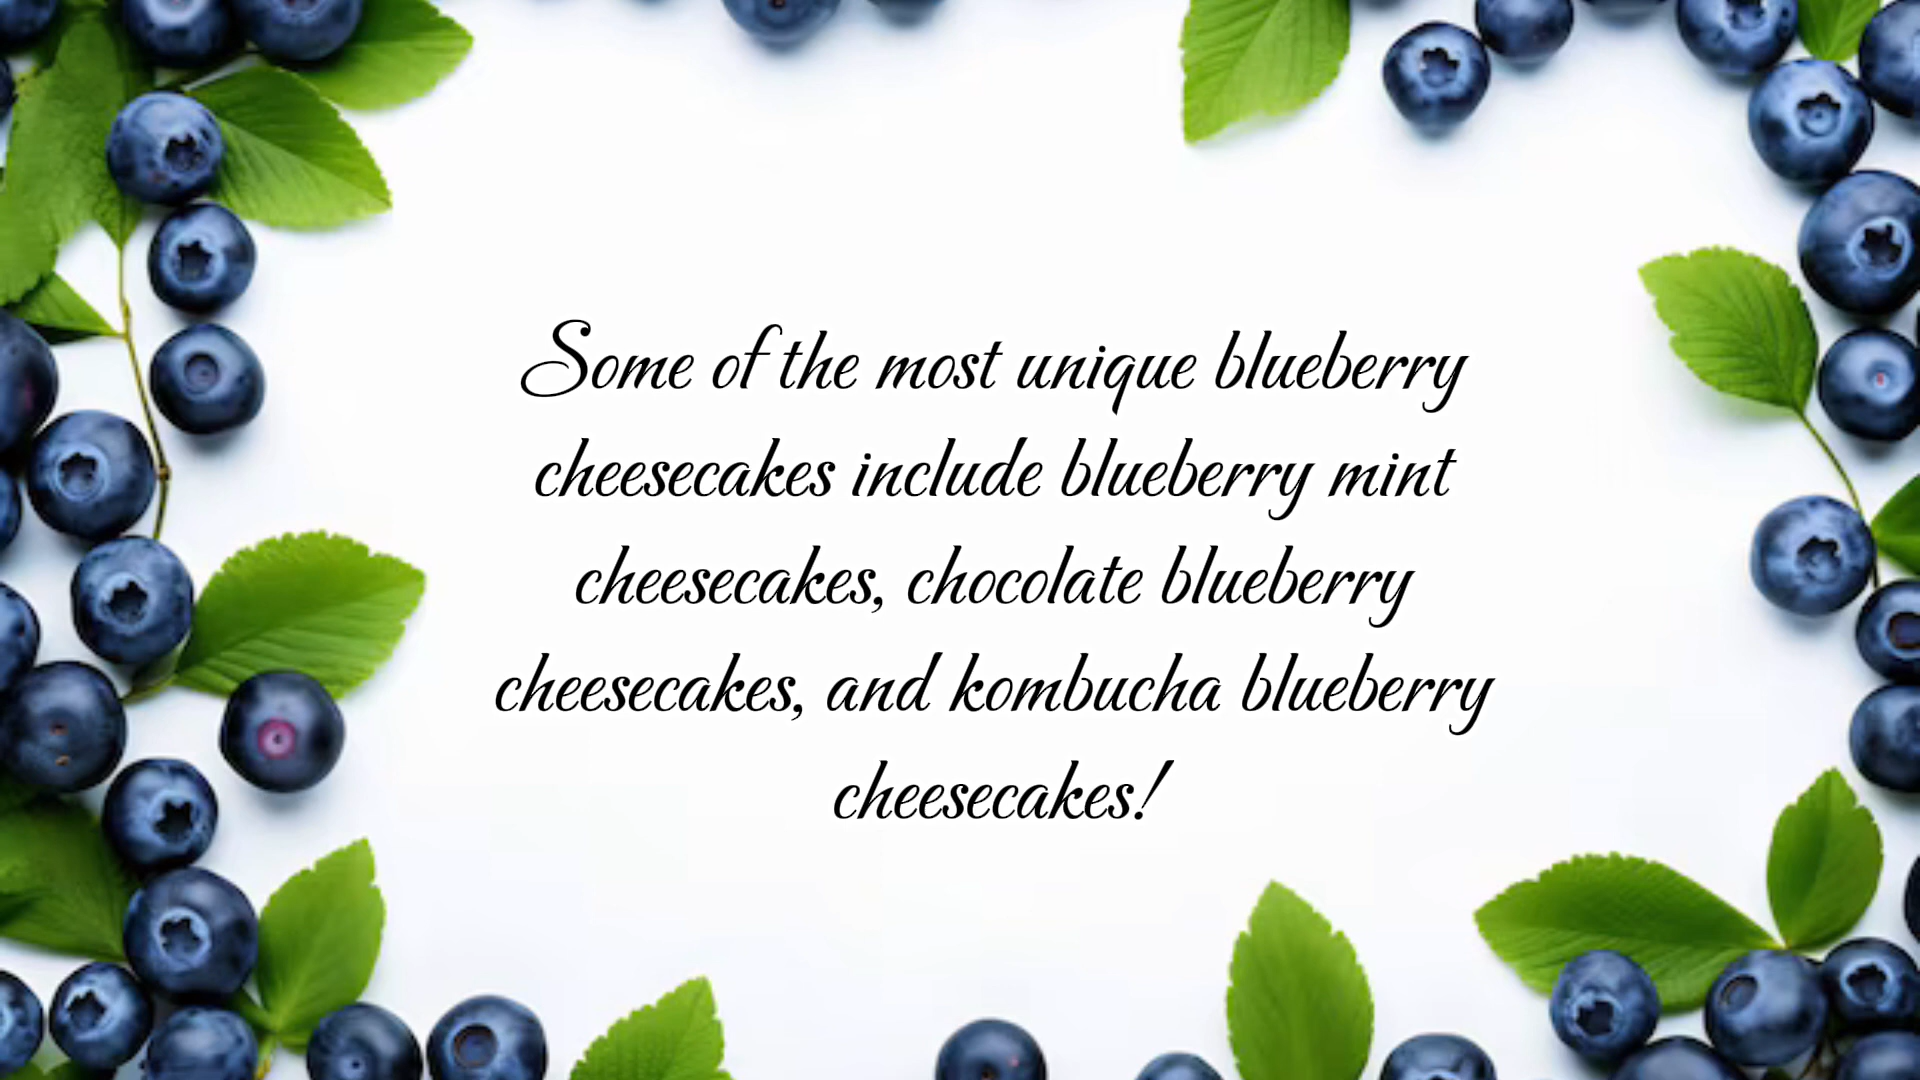 Some of the most unique blueberry
cheesecakes include blueberry mint
cheesecakes, chocolate blueberry
cheesecakes, and kombucha blueberry
cheesecakes!